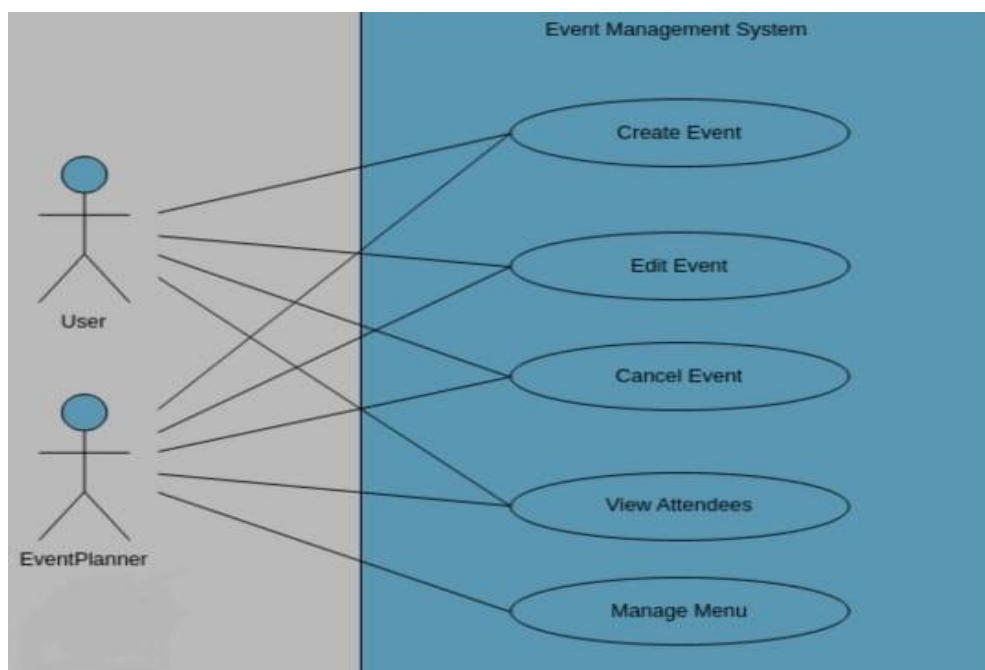 Event Management System
Create Event
Edit Event
User
Cancel Event
View Attendees
EventPlanner
Manage Menu